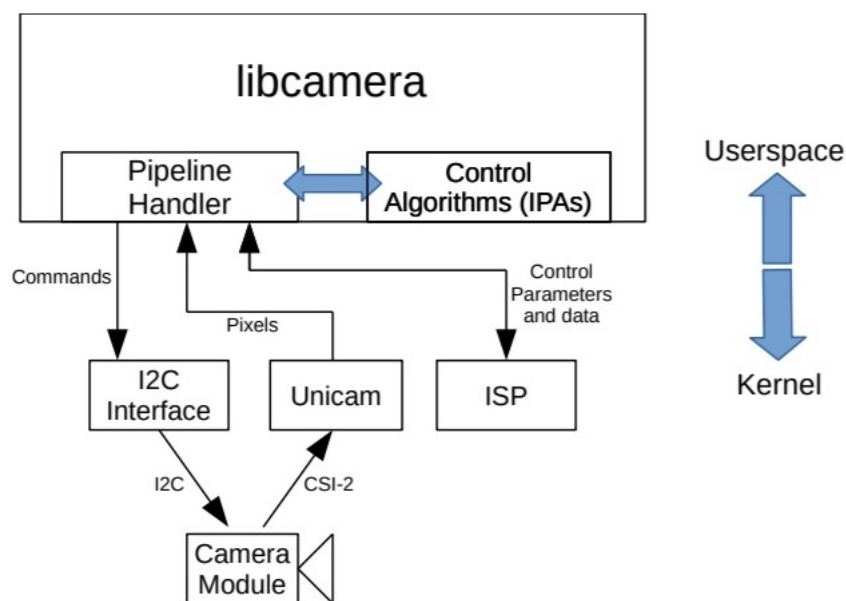 libcamera
Pipeline
Handler
Control
Algorithms (IPAs)
Userspace
Commands
Pixels
Control
Parameters
and data
I2C
Interface
Unicam
ISP
Kernel
I2C
CSI-2
Camera
Module